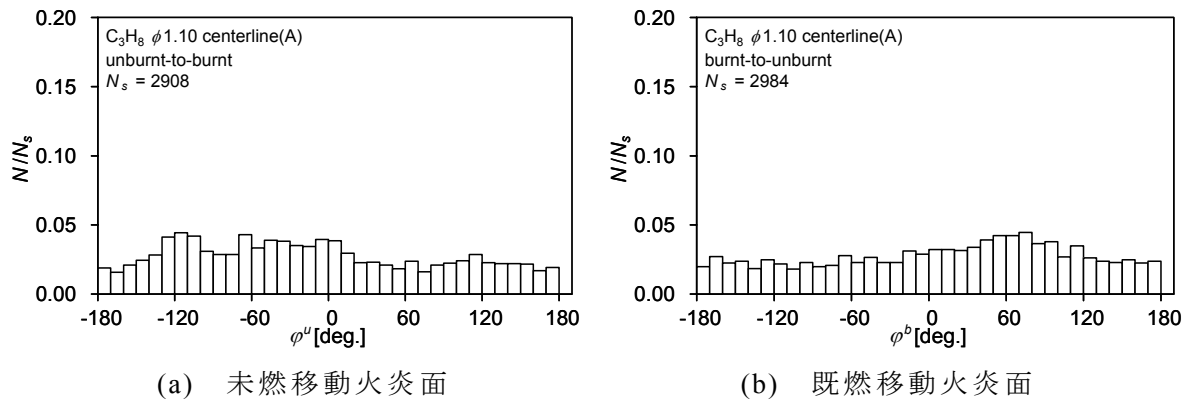 0.20
0.15
0.10
0.05
0.00
N/Nₛ
C₃H₈ ϕ1.10 centerline(A)
unburnt-to-burnt
Nₛ = 2908
-180 -120 -60 0 60 120 180
φᵘ[deg.]
(a) 未燃移動火炎面
0.20
0.15
0.10
0.05
0.00
N/Nₛ
C₃H₈ ϕ1.10 centerline(A)
burnt-to-unburnt
Nₛ = 2984
-180 -120 -60 0 60 120 180
φᵇ[deg.]
(b) 既燃移動火炎面